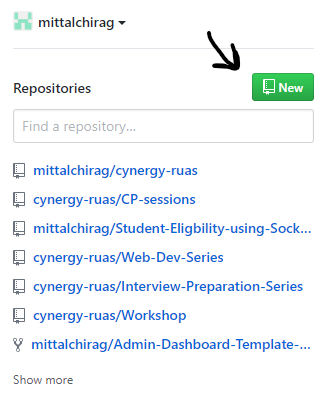 mittalchirag
Repositories New
Find a repository...
mittalchirag/cynergy-ruas
cynergy-ruas/CP-sessions
mittalchirag/Student-Eligbility-using-Sock...
cynergy-ruas/Web-Dev-Series
cynergy-ruas/Interview-Preparation-Series
cynergy-ruas/Workshop
mittalchirag/Admin-Dashboard-Template-...
Show more